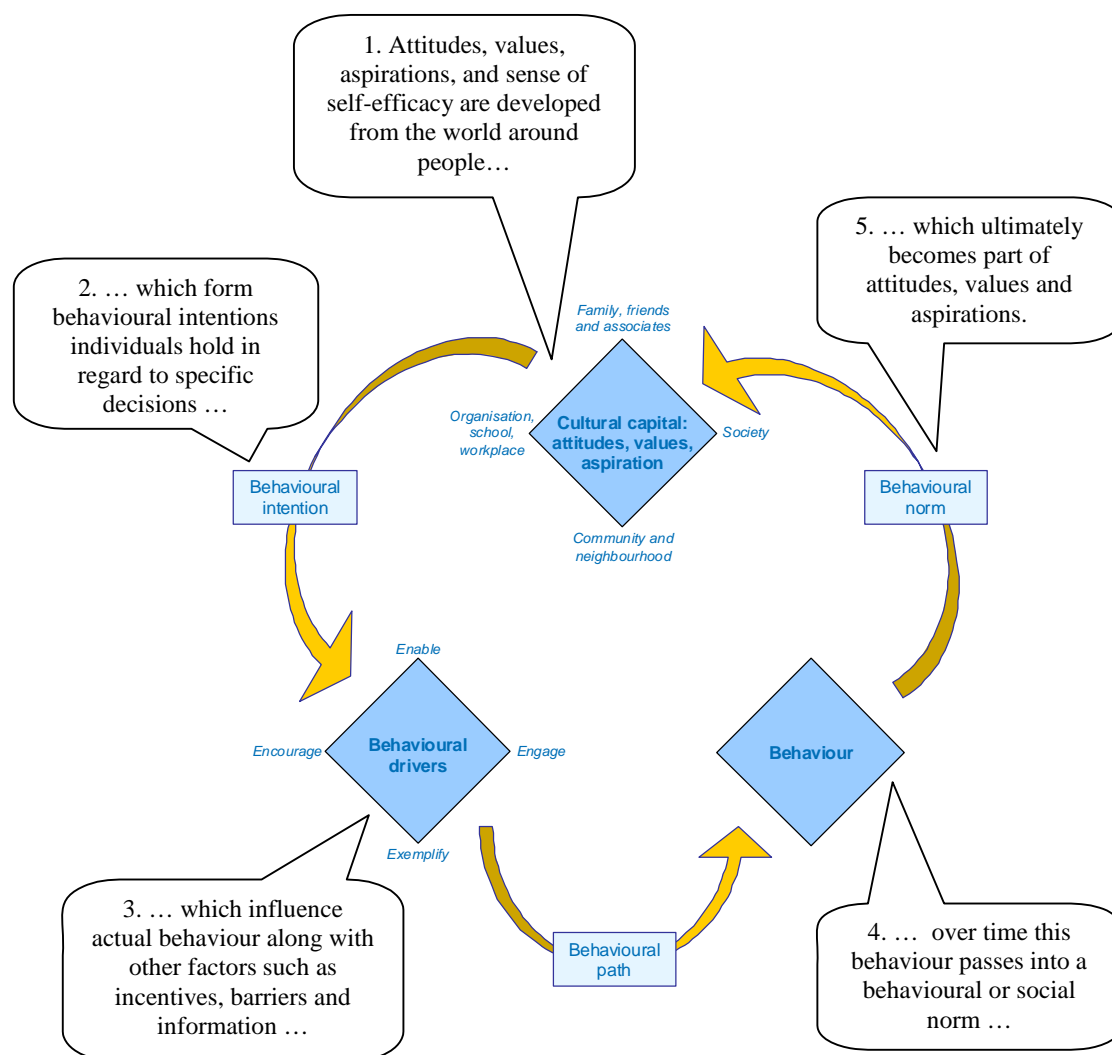 1. Attitudes, values,
aspirations, and sense of
self-efficacy are developed
from the world around
people…
5. … which ultimately
becomes part of
attitudes, values and
aspirations.
2. … which form
behavioural intentions
individuals hold in
regard to specific
decisions …
Family, friends
and associates
Organisation,
school,
workplace
Cultural capital:
attitudes, values,
aspiration
Society
Community and
neighbourhood
Behavioural
intention
Behavioural
norm
Enable
Encourage
Behavioural
drivers
Engage
Exemplify
Behaviour
Behavioural
path
3. … which influence
actual behaviour along with
other factors such as
incentives, barriers and
information …
4. … over time this
behaviour passes into a
behavioural or social
norm …